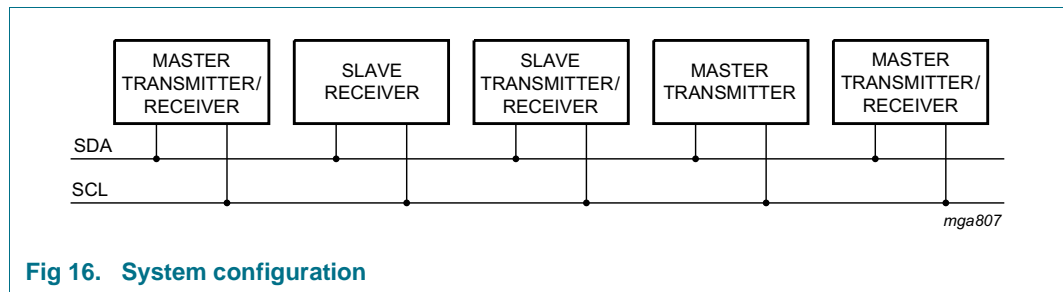 MASTER
TRANSMITTER/
RECEIVER
SLAVE
RECEIVER
SLAVE
TRANSMITTER/
RECEIVER
MASTER
TRANSMITTER
MASTER
TRANSMITTER/
RECEIVER
SDA
SCL
mga807
Fig 16. System configuration